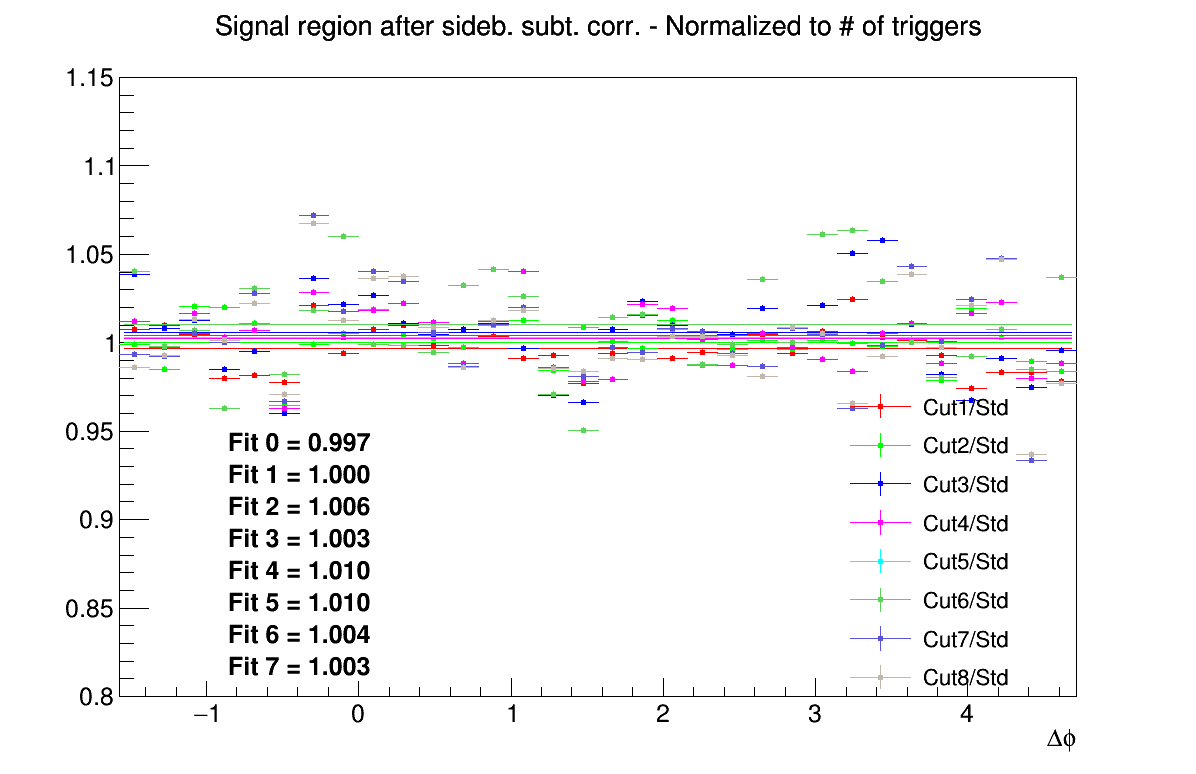 Signal region after sideb. subt. corr. - Normalized to # of triggers
1.15
1.1
1.05
1
0.95
0.9
0.85
0.8
Fit 0 = 0.997
Fit 1 = 1.000
Fit 2 = 1.006
Fit 3 = 1.003
Fit 4 = 1.010
Fit 5 = 1.010
Fit 6 = 1.004
Fit 7 = 1.003
Cut1/Std
Cut2/Std
Cut3/Std
Cut4/Std
Cut5/Std
Cut6/Std
Cut7/Std
Cut8/Std
−1 0 1 2 3 4
Δϕ